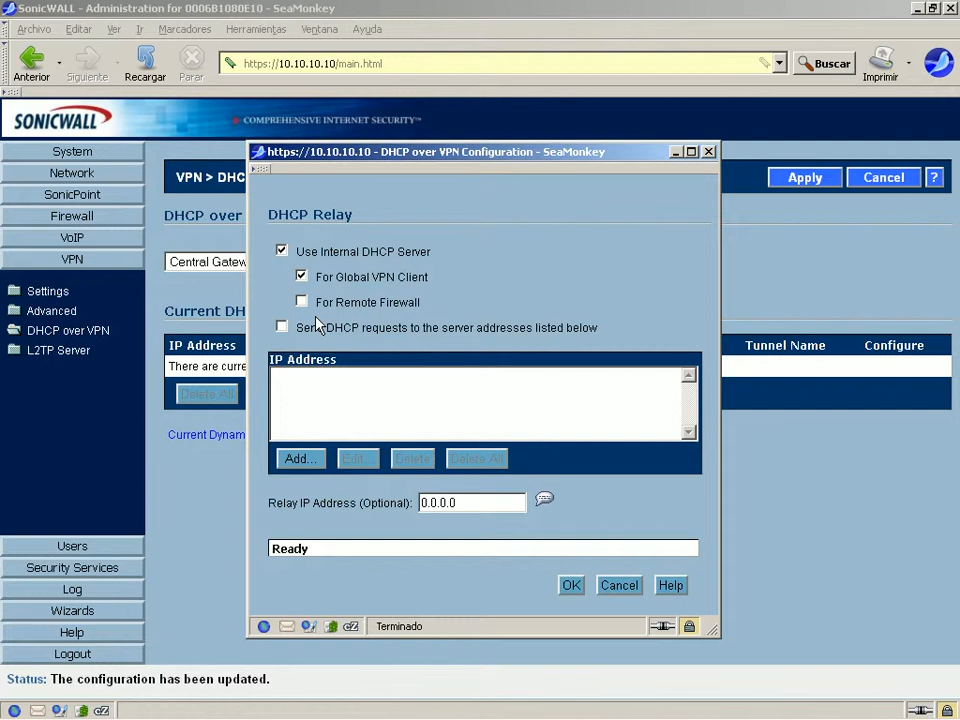 SonicWALL - Administration for 0006B1080E10 - SeaMonkey
Archivo Editar Ver Ir Marcadores Herramientas Ventana Ayuda
Anterior Siguiente Recargar Parar https://10.10.10.10/main.html Buscar Imprimir
SONICWALL COMPREHENSIVE INTERNET SECURITY™
System
Network
SonicPoint
Firewall
VoIP
VPN
Settings
Advanced
DHCP over VPN
L2TP Server
Users
Security Services
Log
Wizards
Help
Logout
VPN > DHC
Apply Cancel ?
DHCP over
Central Gatew
Current DH
IP Address Tunnel Name Configure
There are curre
Delete All
Current Dynam
https://10.10.10.10 - DHCP over VPN Configuration - SeaMonkey
DHCP Relay
Use Internal DHCP Server
For Global VPN Client
For Remote Firewall
DHCP requests to the server addresses listed below
IP Address
Add... Edit... Delete Delete All
Relay IP Address (Optional): 0.0.0.0
Ready
OK Cancel Help
Terminado
Status: The configuration has been updated.